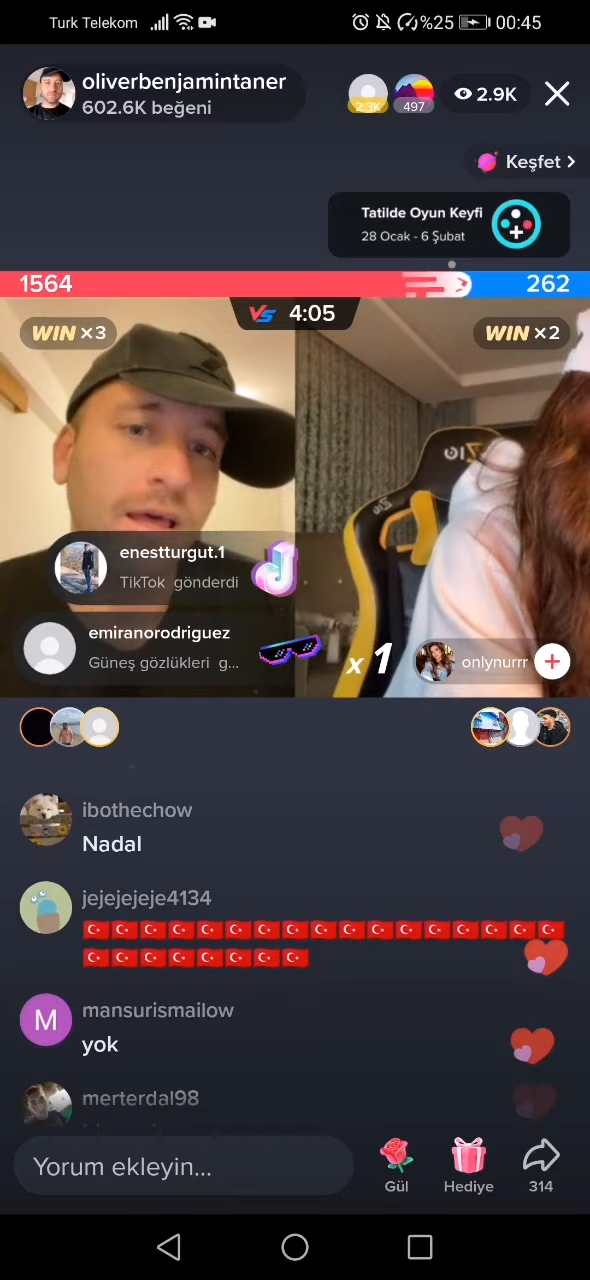 Turk Telekom %25 00:45
oliverbenjamintaner
602.6K beğeni
2.3K 497 2.9K
Keşfet
Tatilde Oyun Keyfi
28 Ocak - 6 Şubat
1564 262
VS 4:05
WIN ×3 WIN ×2
enestturgut.1
TikTok gönderdi
emiranorodriguez
Güneş gözlükleri g...
x 1
onlynurrr
ibothechow
Nadal
jejejejeje4134
M
mansurismailow
yok
merterdal98
Yorum ekleyin...
Gül Hediye 314